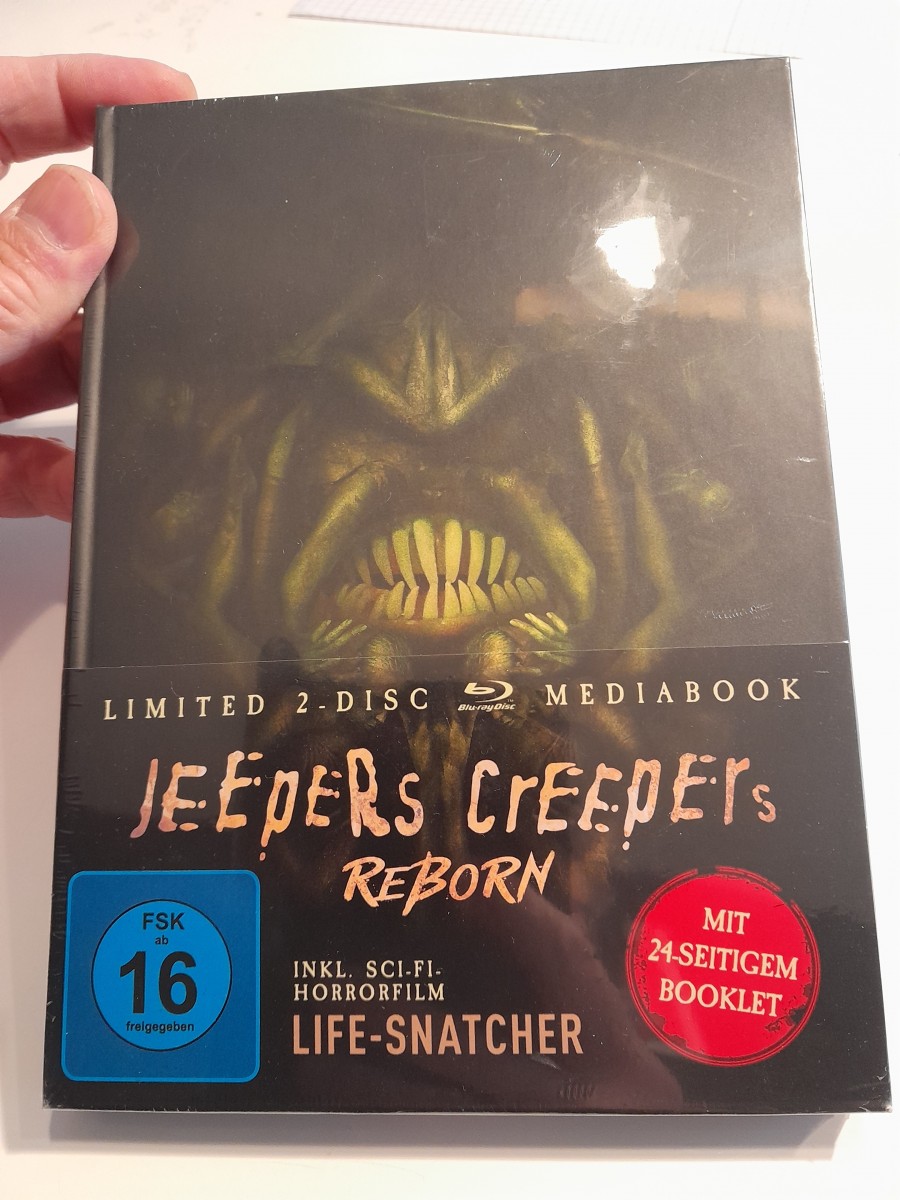 LIMITED 2-DISC Blu-ray Disc MEDIABOOK
JEEPERS CREEPERS
REBORN
FSK
ab
16
freigegeben
INKL. SCI-FI-
HORRORFILM
LIFE-SNATCHER
MIT
24-SEITIGEM
BOOKLET